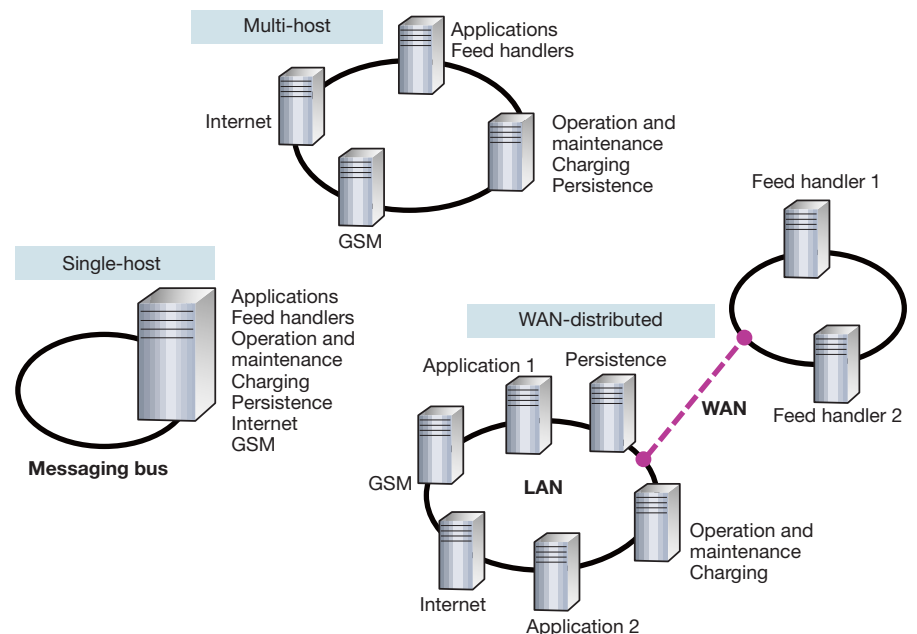 Multi-host
Applications
Feed handlers
Internet
Operation and
maintenance
Charging
Persistence
GSM
Single-host
Applications
Feed handlers
Operation and
maintenance
Charging
Persistence
Internet
GSM
Messaging bus
WAN-distributed
Feed handler 1
Feed handler 2
WAN
Application 1
Persistence
GSM
LAN
Operation and
maintenance
Charging
Internet
Application 2